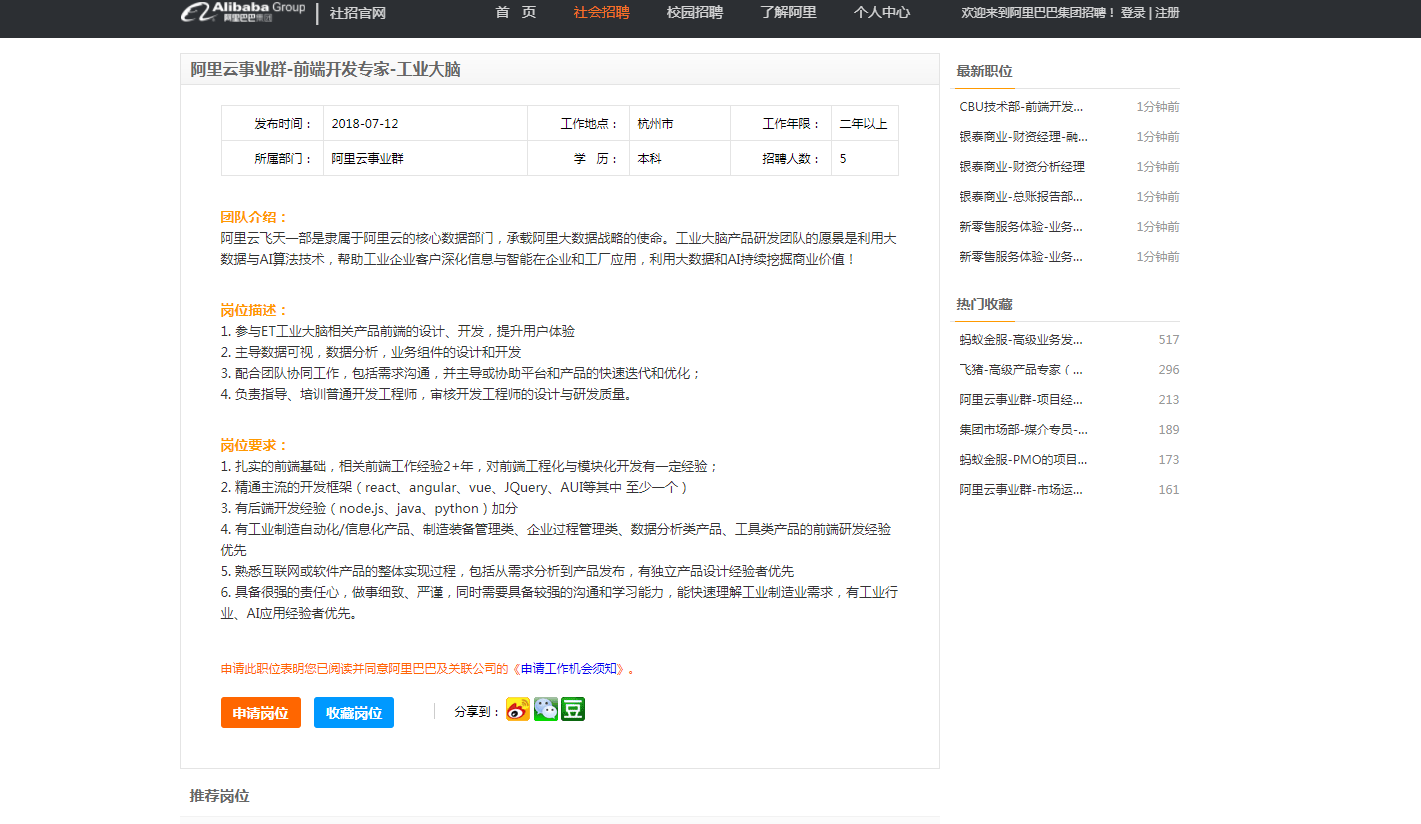 Alibaba Group
阿里巴巴集团
社招官网
首 页 社会招聘 校园招聘 了解阿里 个人中心
欢迎来到阿里巴巴集团招聘！ 登录 | 注册
阿里云事业群-前端开发专家-工业大脑
发布时间： 2018-07-12 工作地点： 杭州市 工作年限： 二年以上
所属部门： 阿里云事业群 学 历： 本科 招聘人数： 5
团队介绍：
阿里云飞天一部是隶属于阿里云的核心数据部门，承载阿里大数据战略的使命。工业大脑产品研发团队的愿景是利用大
数据与AI算法技术，帮助工业企业客户深化信息与智能在企业和工厂应用，利用大数据和AI持续挖掘商业价值！
岗位描述：
1. 参与ET工业大脑相关产品前端的设计、开发，提升用户体验
2. 主导数据可视，数据分析，业务组件的设计和开发
3. 配合团队协同工作，包括需求沟通，并主导或协助平台和产品的快速迭代和优化；
4. 负责指导、培训普通开发工程师，审核开发工程师的设计与研发质量。
岗位要求：
1. 扎实的前端基础，相关前端工作经验2+年，对前端工程化与模块化开发有一定经验；
2. 精通主流的开发框架（react、angular、vue、JQuery、AUI等其中 至少一个）
3. 有后端开发经验（node.js、java、python）加分
4. 有工业制造自动化/信息化产品、制造装备管理类、企业过程管理类、数据分析类产品、工具类产品的前端研发经验
优先
5. 熟悉互联网或软件产品的整体实现过程，包括从需求分析到产品发布，有独立产品设计经验者优先
6. 具备很强的责任心，做事细致、严谨，同时需要具备较强的沟通和学习能力，能快速理解工业制造业需求，有工业行
业、AI应用经验者优先。
申请此职位表明您已阅读并同意阿里巴巴及关联公司的《申请工作机会须知》。
申请岗位 收藏岗位 分享到： 豆
推荐岗位
最新职位
CBU技术部-前端开发... 1分钟前
银泰商业-财资经理-融... 1分钟前
银泰商业-财资分析经理 1分钟前
银泰商业-总账报告部... 1分钟前
新零售服务体验-业务... 1分钟前
新零售服务体验-业务... 1分钟前
热门收藏
蚂蚁金服-高级业务发... 517
飞猪-高级产品专家（... 296
阿里云事业群-项目经... 213
集团市场部-媒介专员-... 189
蚂蚁金服-PMO的项目... 173
阿里云事业群-市场运... 161